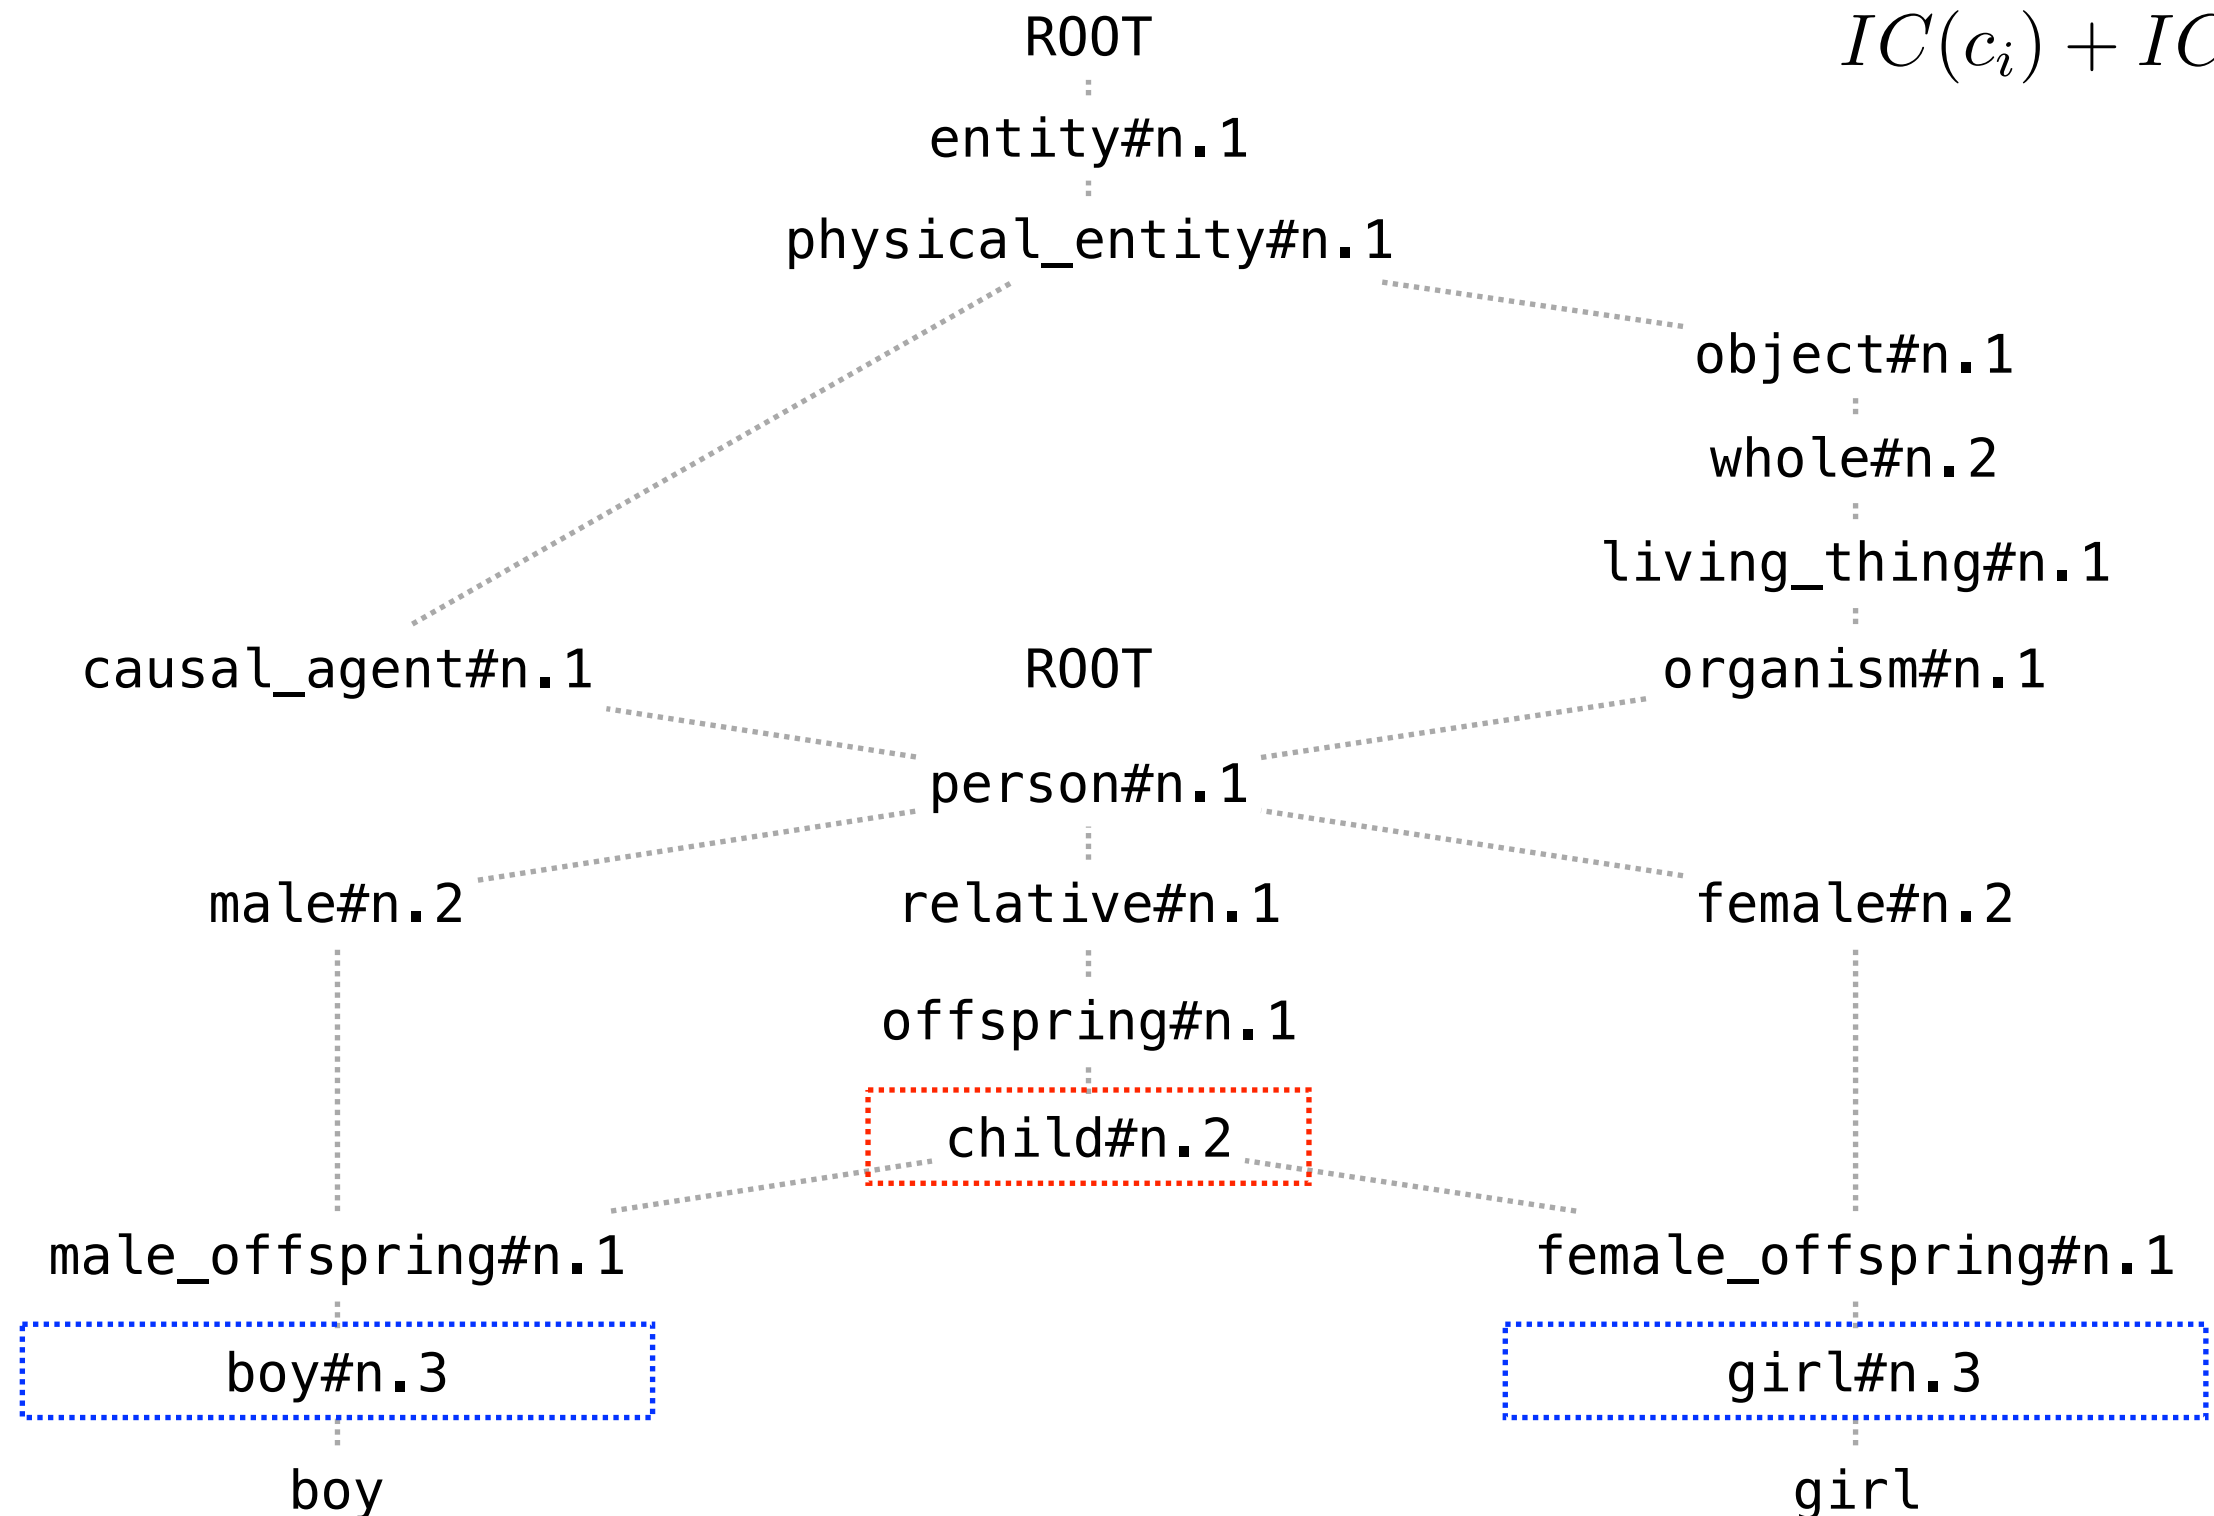 ROOT
IC(c_i) + IC
entity#n.1
physical_entity#n.1
object#n.1
whole#n.2
living_thing#n.1
causal_agent#n.1 ROOT organism#n.1
person#n.1
male#n.2 relative#n.1 female#n.2
offspring#n.1
child#n.2
male_offspring#n.1 female_offspring#n.1
boy#n.3 girl#n.3
boy girl